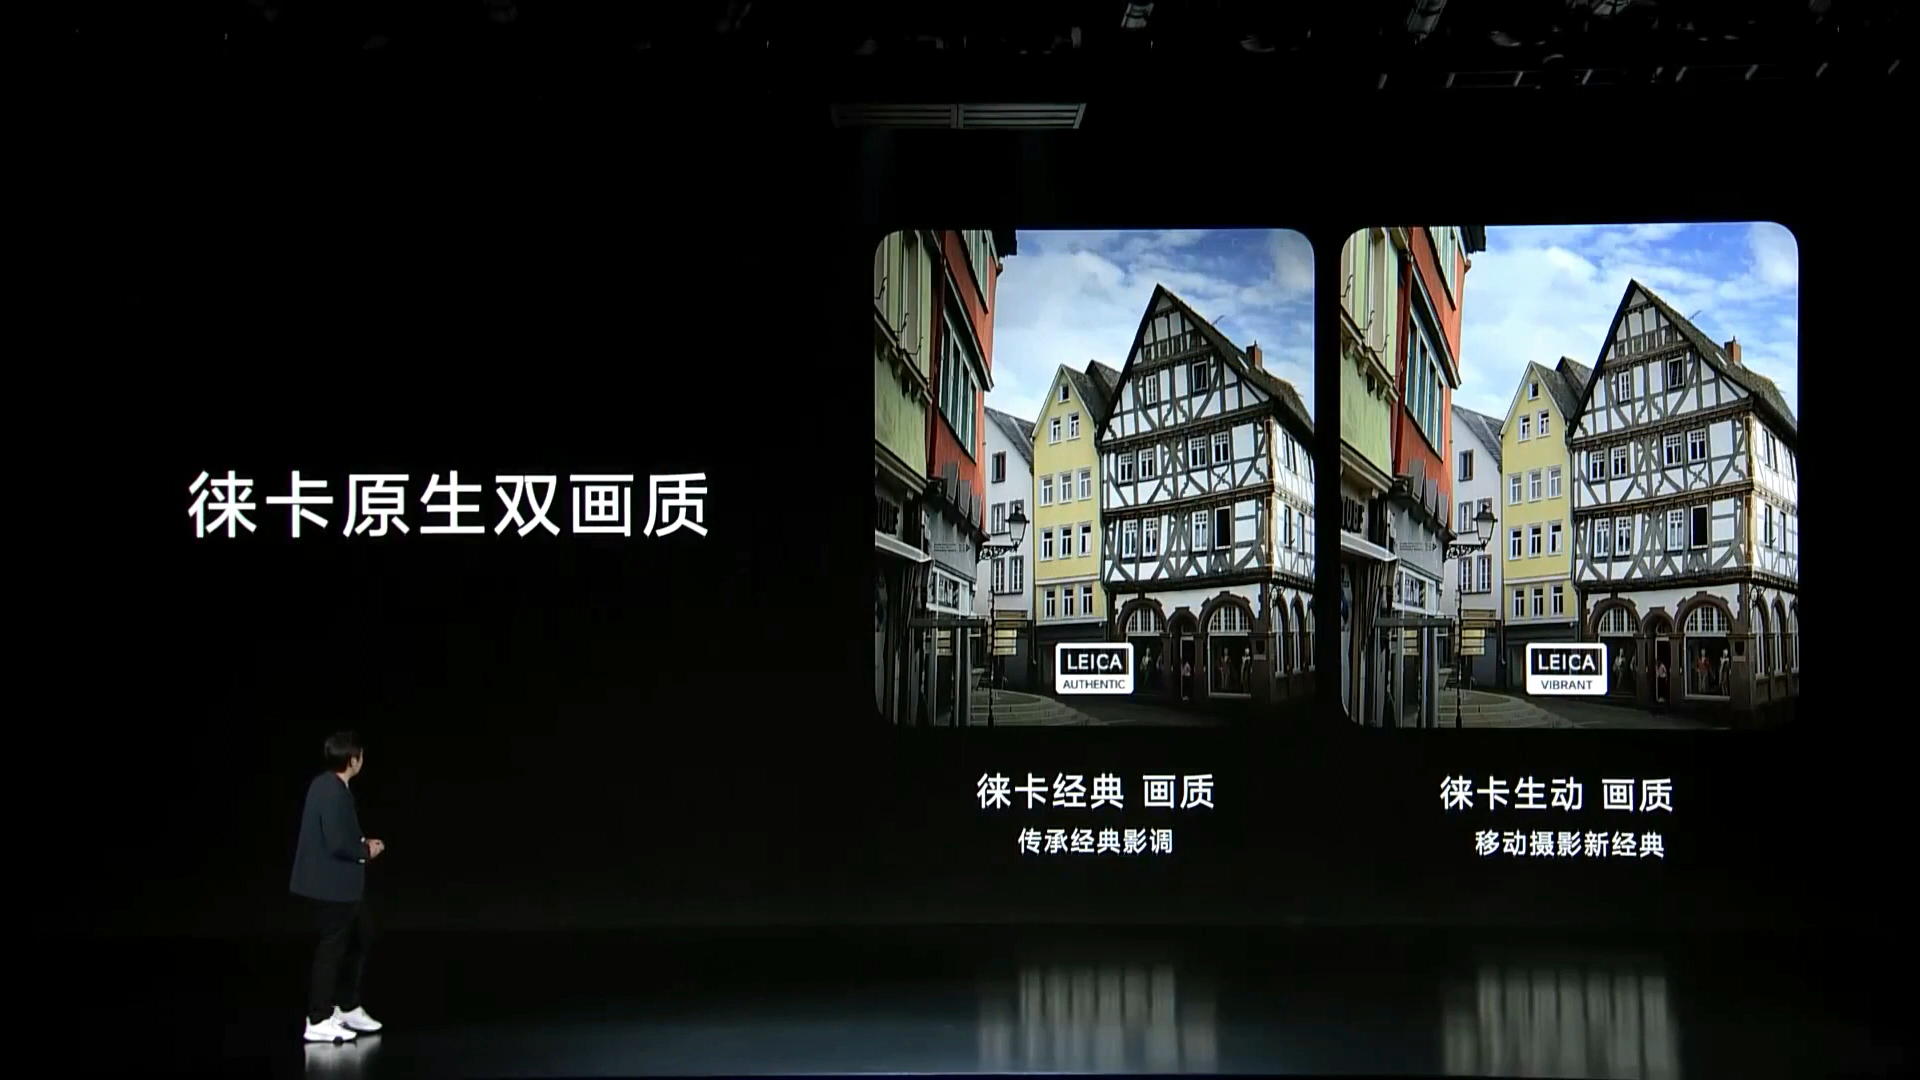 徕卡原生双画质
LEICA
AUTHENTIC
LEICA
VIBRANT
徕卡经典 画质
传承经典影调
徕卡生动 画质
移动摄影新经典